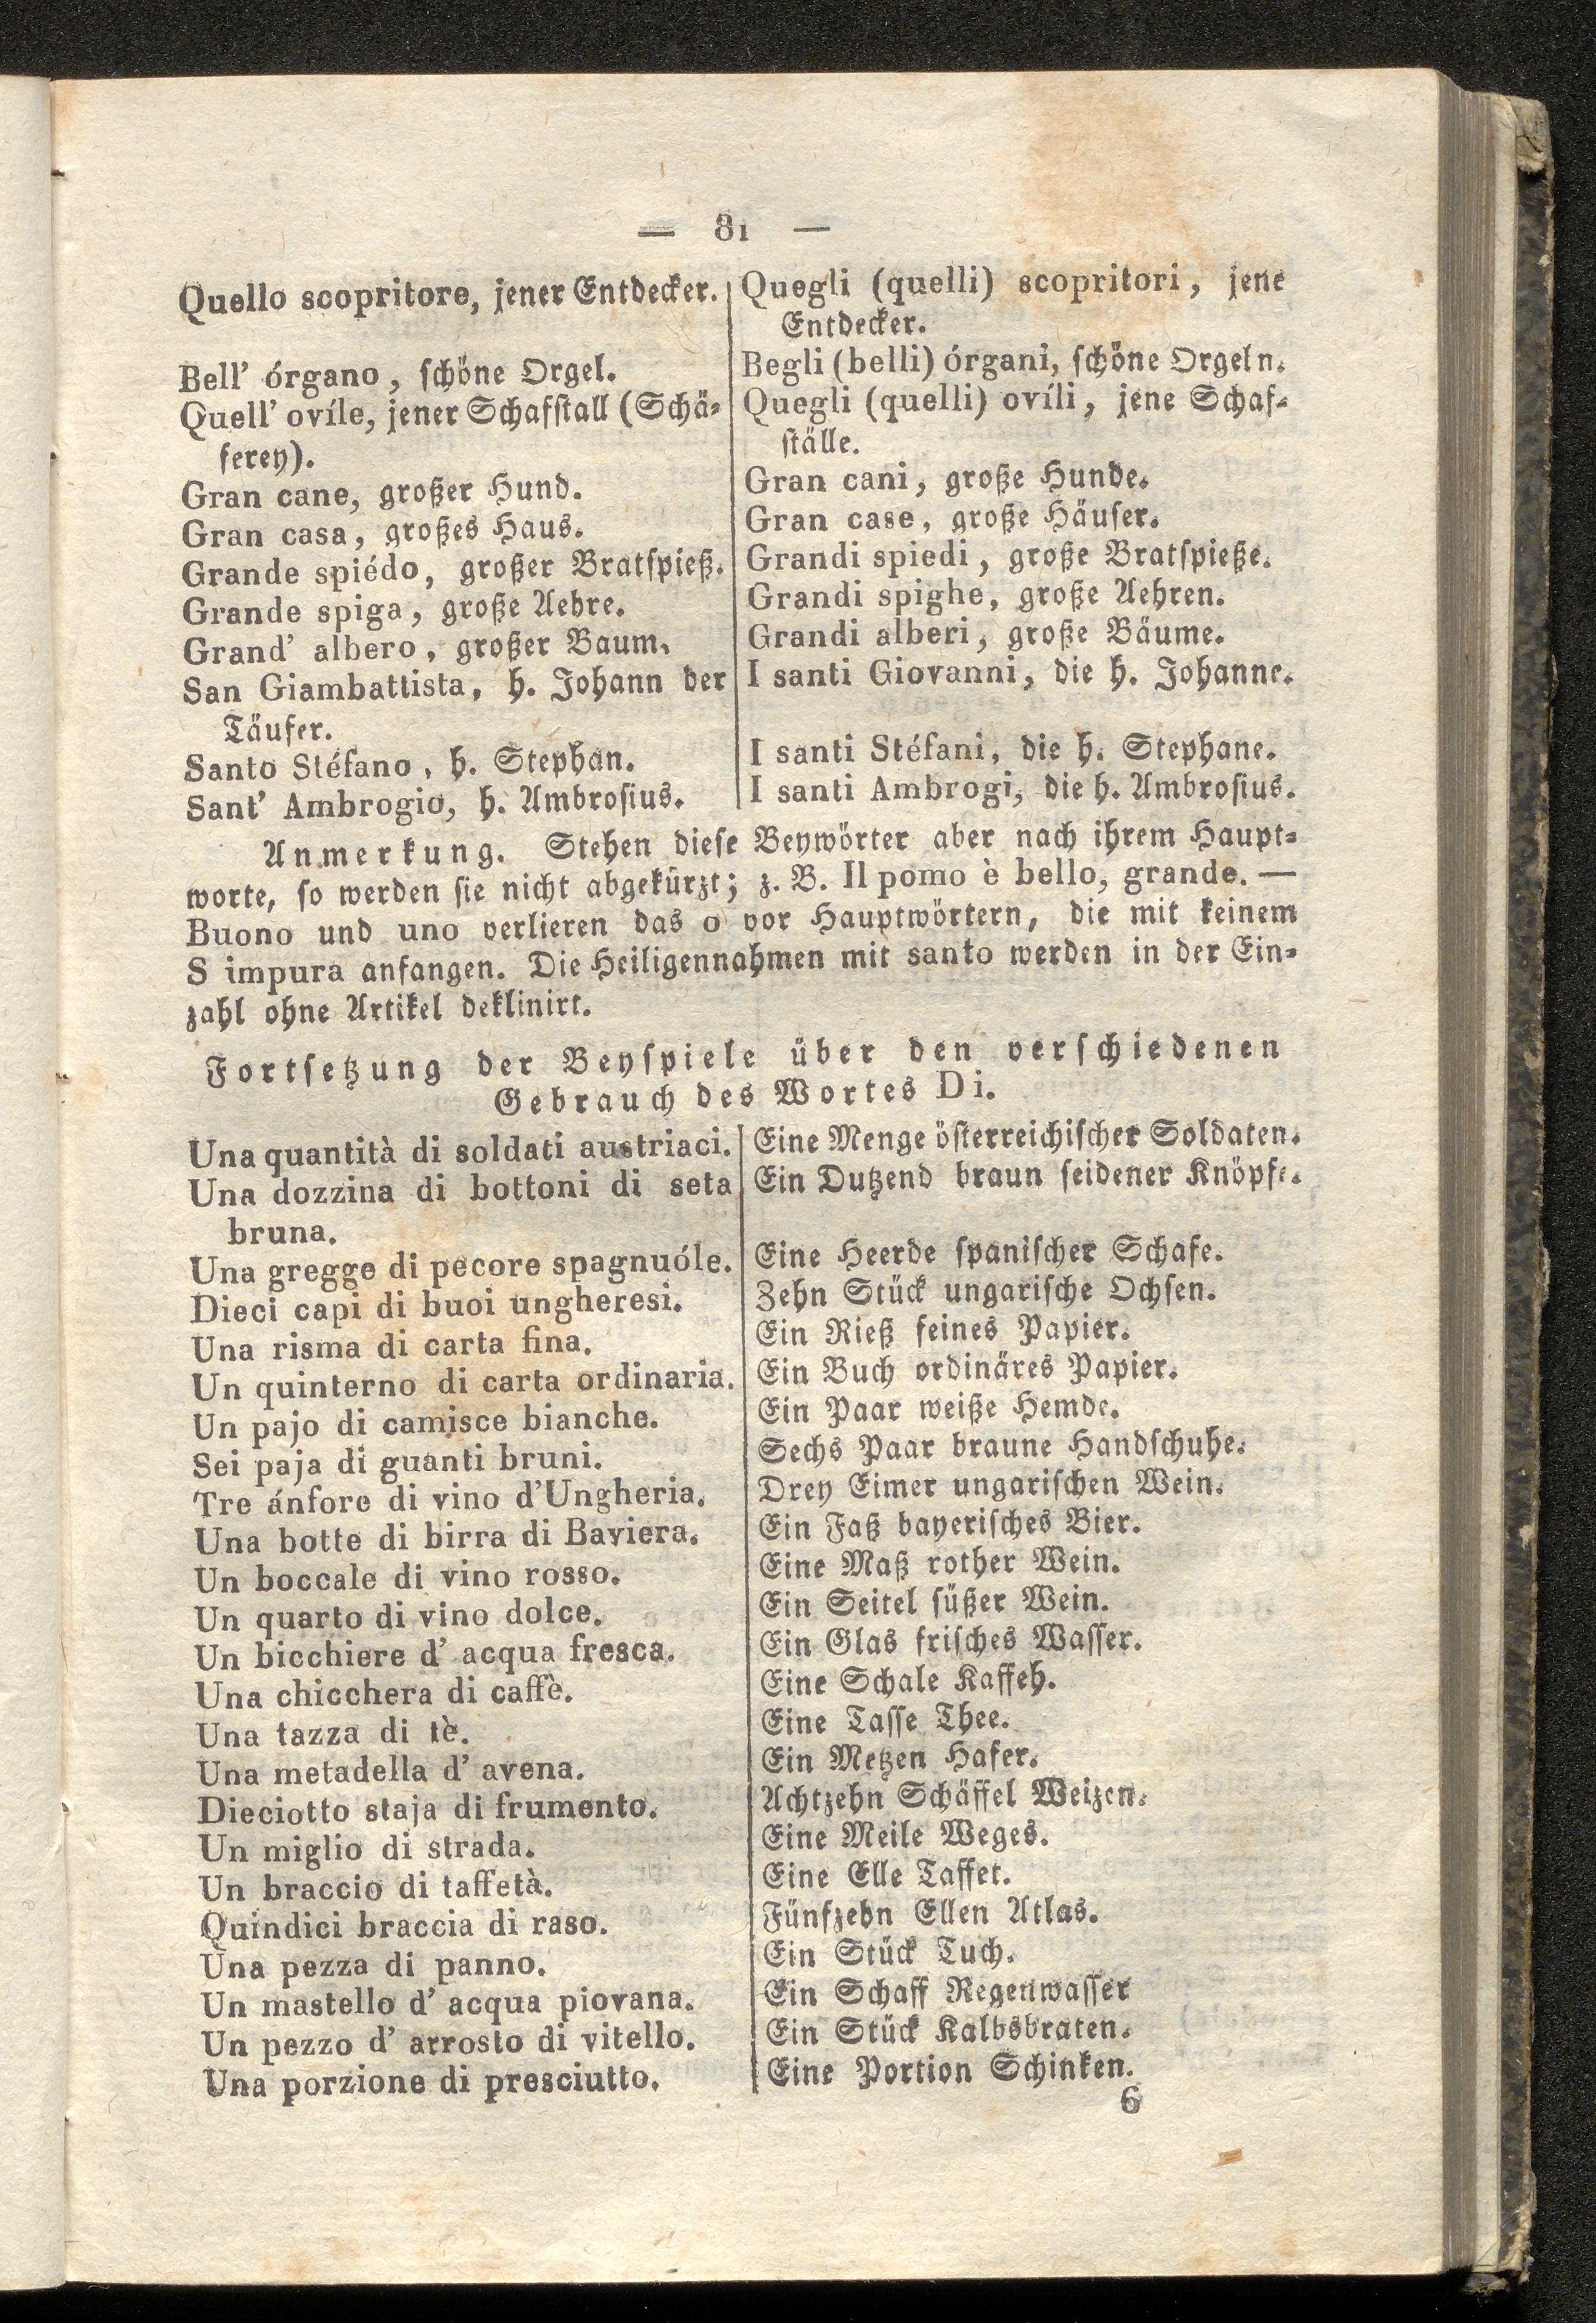 — 81 —
Quello scopritore, jener Entdecker.
Bell' órgano, schöne Orgel.
Quell' ovíle, jener Schafstall (Schä-
ferey).
Gran cane, großer Hund.
Gran casa, großes Haus.
Grande spiédo, großer Bratspieß.
Grande spiga, große Aehre.
Grand' albero, großer Baum.
San Giambattista, h. Johann der
Täufer.
Santo Stéfano, h. Stephan.
Sant' Ambrogio, h. Ambrosius.
Quegli (quelli) scopritori, jene
Entdecker.
Begli (belli) órgani, schöne Orgeln.
Quegli (quelli) ovíli, jene Schaf-
ställe.
Gran cani, große Hunde.
Gran case, große Häuser.
Grandi spiedi, große Bratspieße.
Grandi spighe, große Aehren.
Grandi alberi, große Bäume.
I santi Giovanni, die h. Johanne.
I santi Stéfani, die h. Stephane.
I santi Ambrogi, die h. Ambrosius.
Anmerkung. Stehen diese Beywörter aber nach ihrem Haupt-
worte, so werden sie nicht abgekürzt; z. B. Il pomo è bello, grande. —
Buono und uno verlieren das o vor Hauptwörtern, die mit keinem
S impura anfangen. Die Heiligennahmen mit santo werden in der Ein-
zahl ohne Artikel deklinirt.
Fortsetzung der Beyspiele über den verschiedenen
Gebrauch des Wortes Di.
Una quantità di soldati austriaci.
Una dozzina di bottoni di seta
bruna.
Una gregge di pecore spagnuóle.
Dieci capi di buoi ungheresi.
Una risma di carta fina.
Un quinterno di carta ordinaria.
Un pajo di camisce bianche.
Sei paja di guanti bruni.
Tre ánfore di vino d'Ungheria.
Una botte di birra di Baviera.
Un boccale di vino rosso.
Un quarto di vino dolce.
Un bicchiere d' acqua fresca.
Una chicchera di caffè.
Una tazza di tè.
Una metadella d' avena.
Dieciotto staja di frumento.
Un miglio di strada.
Un braccio di taffetà.
Quindici braccia di raso.
Una pezza di panno.
Un mastello d' acqua piovana.
Un pezzo d' arrosto di vitello.
Una porzione di presciutto.
Eine Menge österreichischer Soldaten.
Ein Dutzend braun seidener Knöpfe.
Eine Heerde spanischer Schafe.
Zehn Stück ungarische Ochsen.
Ein Rieß feines Papier.
Ein Buch ordinäres Papier.
Ein Paar weiße Hemde.
Sechs Paar braune Handschuhe.
Drey Eimer ungarischen Wein.
Ein Faß bayerisches Bier.
Eine Maß rother Wein.
Ein Seitel süßer Wein.
Ein Glas frisches Wasser.
Eine Schale Kaffeh.
Eine Tasse Thee.
Ein Metzen Hafer.
Achtzehn Schäffel Weizen.
Eine Meile Weges.
Eine Elle Taffet.
Fünfzehn Ellen Atlas.
Ein Stück Tuch.
Ein Schaff Regenwasser
Ein Stück Kalbsbraten.
Eine Portion Schinken.
6